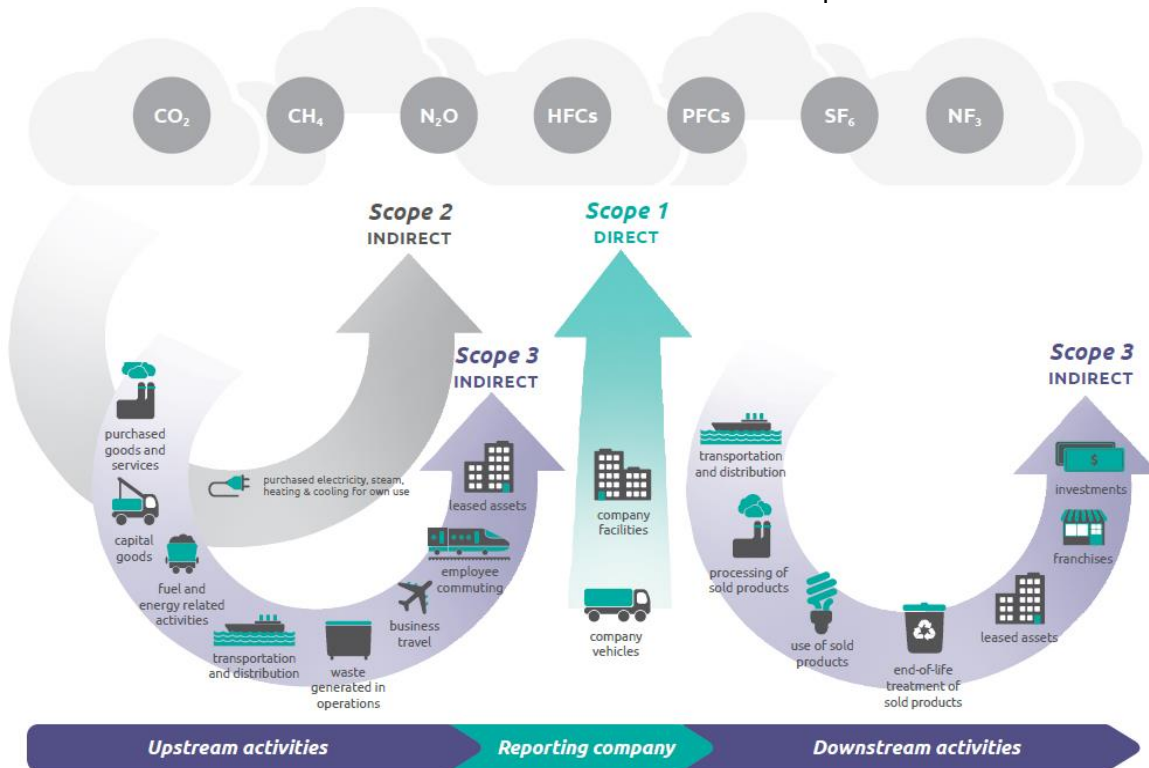 CO₂
CH₄
N₂O
HFCs
PFCs
SF₆
NF₃
Scope 2
INDIRECT
Scope 1
DIRECT
Scope 3
INDIRECT
Scope 3
INDIRECT
purchased
goods and
services
capital
goods
fuel and
energy related
activities
purchased electricity, steam,
heating & cooling for own use
transportation
and distribution
waste
generated in
operations
business
travel
employee
commuting
leased assets
company
facilities
company
vehicles
transportation
and distribution
processing of
sold products
use of sold
products
end-of-life
treatment of
sold products
leased assets
franchises
$
investments
Upstream activities
Reporting company
Downstream activities